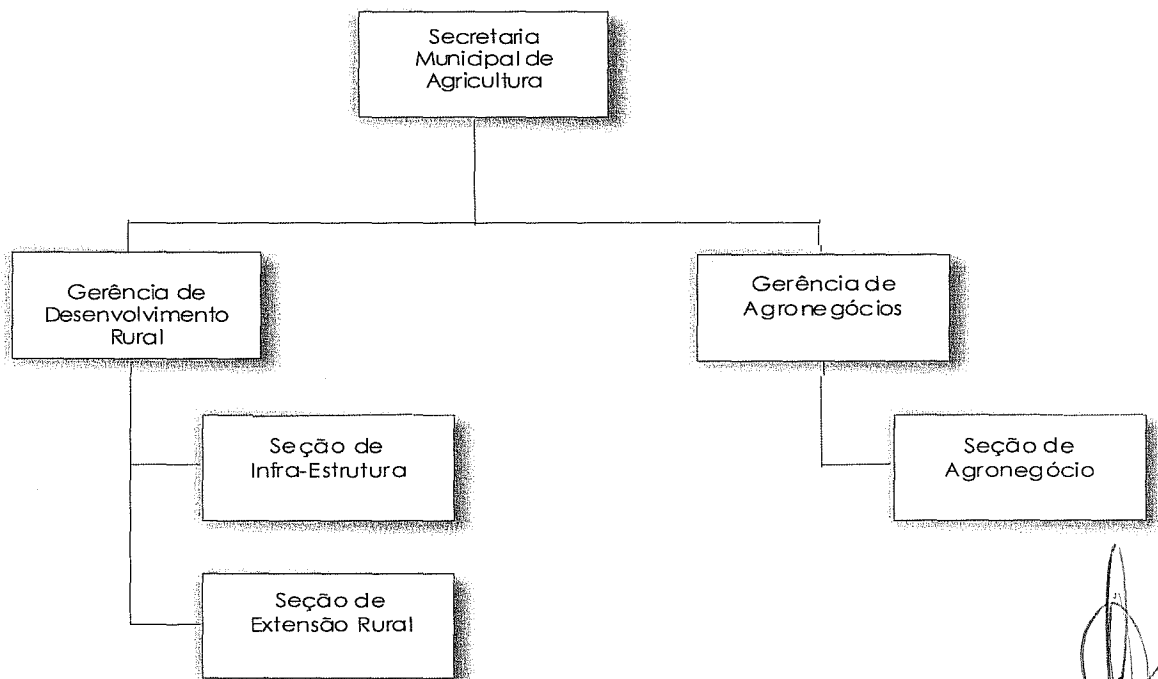 Secretaria
Municipal de
Agricultura
Gerência de
Desenvolvimento
Rural
Gerência de
Agronegócios
Seção de
Infra-Estrutura
Seção de
Agronegócio
Seção de
Extensão Rural